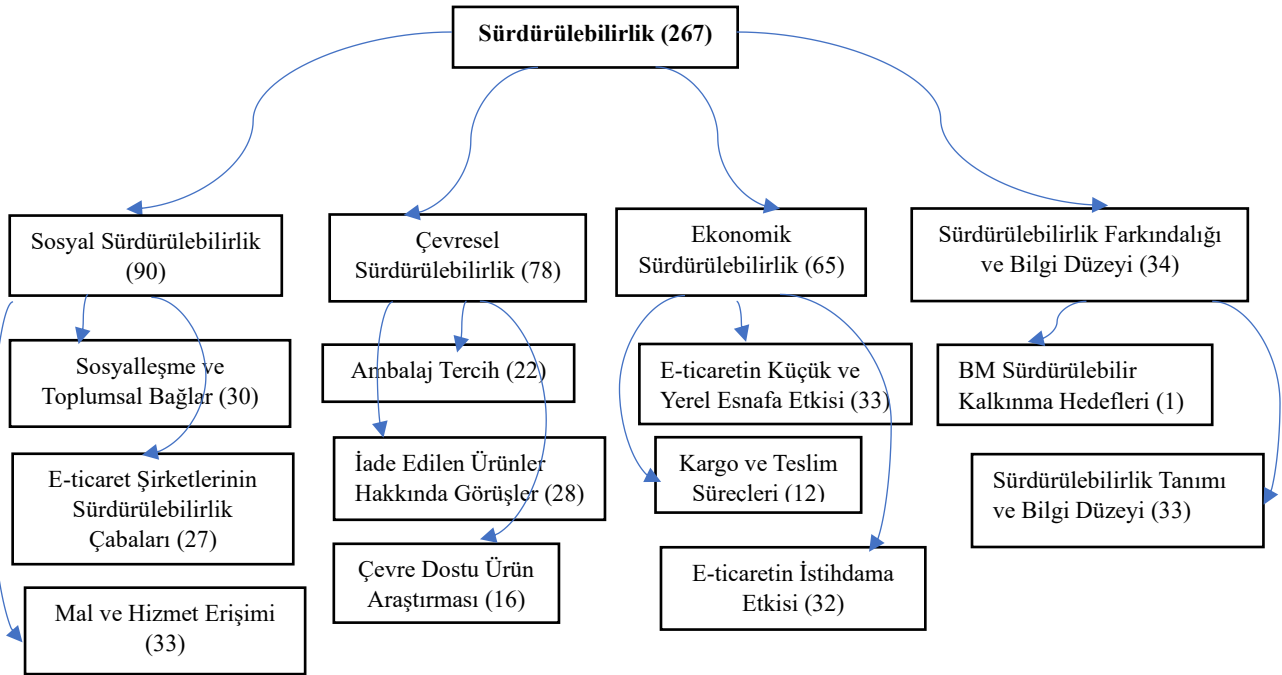 Sürdürülebilirlik (267)
Sosyal Sürdürülebilirlik
(90)
Çevresel
Sürdürülebilirlik (78)
Ekonomik
Sürdürülebilirlik (65)
Sürdürülebilirlik Farkındalığı
ve Bilgi Düzeyi (34)
Sosyalleşme ve
Toplumsal Bağlar (30)
E-ticaret Şirketlerinin
Sürdürülebilirlik
Çabaları (27)
Mal ve Hizmet Erişimi
(33)
Ambalaj Tercih (22)
İade Edilen Ürünler
Hakkında Görüşler (28)
Çevre Dostu Ürün
Araştırması (16)
E-ticaretin Küçük ve
Yerel Esnafa Etkisi (33)
Kargo ve Teslim
Sürecleri (12)
E-ticaretin İstihdama
Etkisi (32)
BM Sürdürülebilir
Kalkınma Hedefleri (1)
Sürdürülebilirlik Tanımı
ve Bilgi Düzeyi (33)